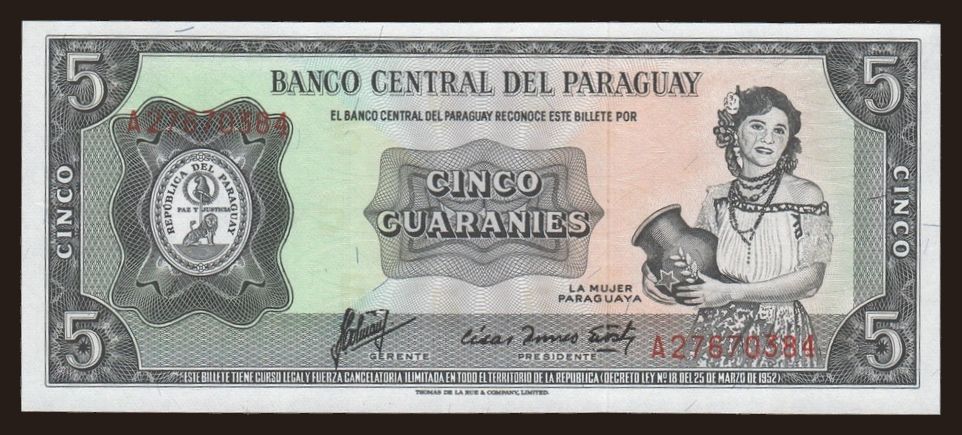 5
5
BANCO CENTRAL DEL PARAGUAY
EL BANCO CENTRAL DEL PARAGUAY RECONOCE ESTE BILLETE POR
A27670384
REPÚBLICA DEL PARAGUAY
PAZ Y JUSTICIA
CINCO
CINCO
GUARANIES
CINCO
LA MUJER
PARAGUAYA
5
5
GERENTE
PRESIDENTE
A27670384
ESTE BILLETE TIENE CURSO LEGAL Y FUERZA CANCELATORIA ILIMITADA EN TODO EL TERRITORIO DE LA REPUBLICA (DECRETO LEY Nº 18 DEL 25 DE MARZO DE 1952)
THOMAS DE LA RUE & COMPANY, LIMITED.